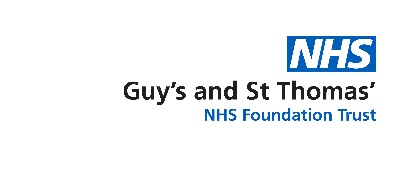 NHS
Guy's and St Thomas'
NHS Foundation Trust